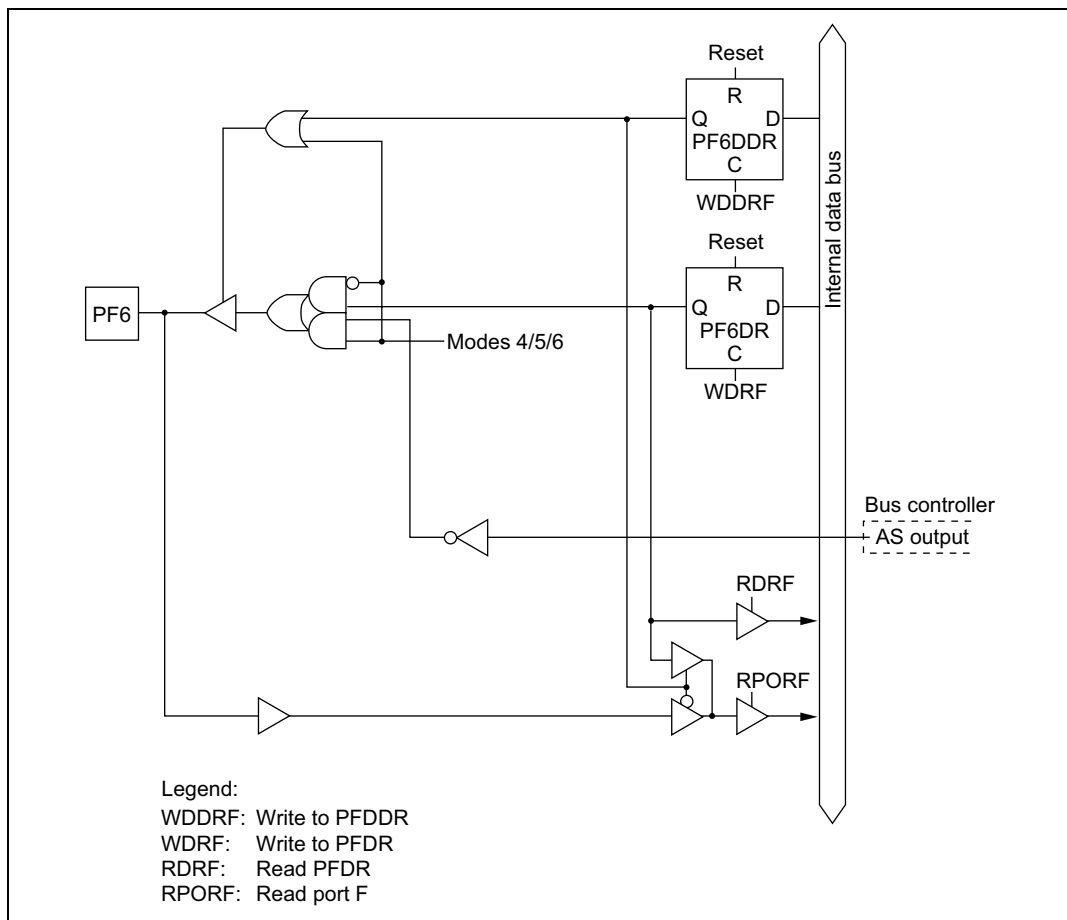 Reset
R
Q D
PF6DDR
C
WDDRF
Internal data bus
Reset
R
Q D
PF6DR
C
WDRF
PF6
Modes 4/5/6
Bus controller
AS output
RDRF
RPORF
Legend:
WDDRF: Write to PFDDR
WDRF: Write to PFDR
RDRF: Read PFDR
RPORF: Read port F